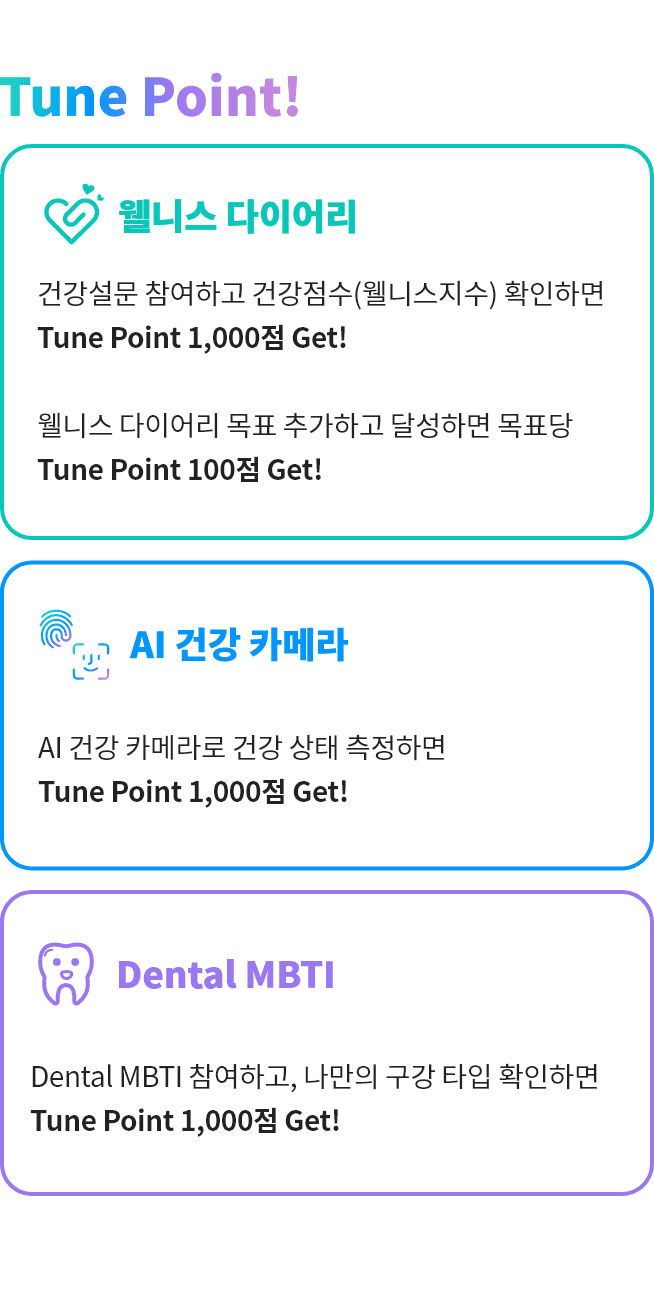 Tune Point!
웰니스 다이어리
건강설문 참여하고 건강점수(웰니스지수) 확인하면
Tune Point 1,000점 Get!
웰니스 다이어리 목표 추가하고 달성하면 목표당
Tune Point 100점 Get!
AI 건강 카메라
AI 건강 카메라로 건강 상태 측정하면
Tune Point 1,000점 Get!
Dental MBTI
Dental MBTI 참여하고, 나만의 구강 타입 확인하면
Tune Point 1,000점 Get!